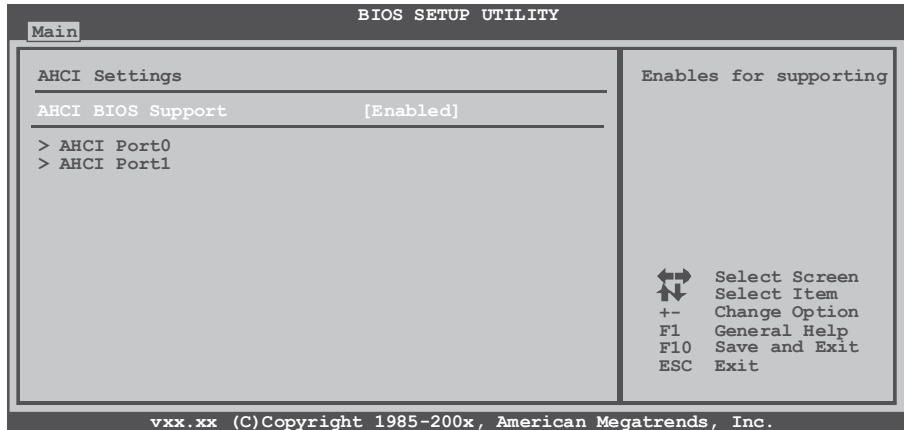 BIOS SETUP UTILITY
Main
AHCI Settings
AHCI BIOS Support [Enabled]
> AHCI Port0
> AHCI Port1
Enables for supporting
Select Screen
Select Item
+- Change Option
F1 General Help
F10 Save and Exit
ESC Exit
vxx.xx (C)Copyright 1985-200x, American Megatrends, Inc.